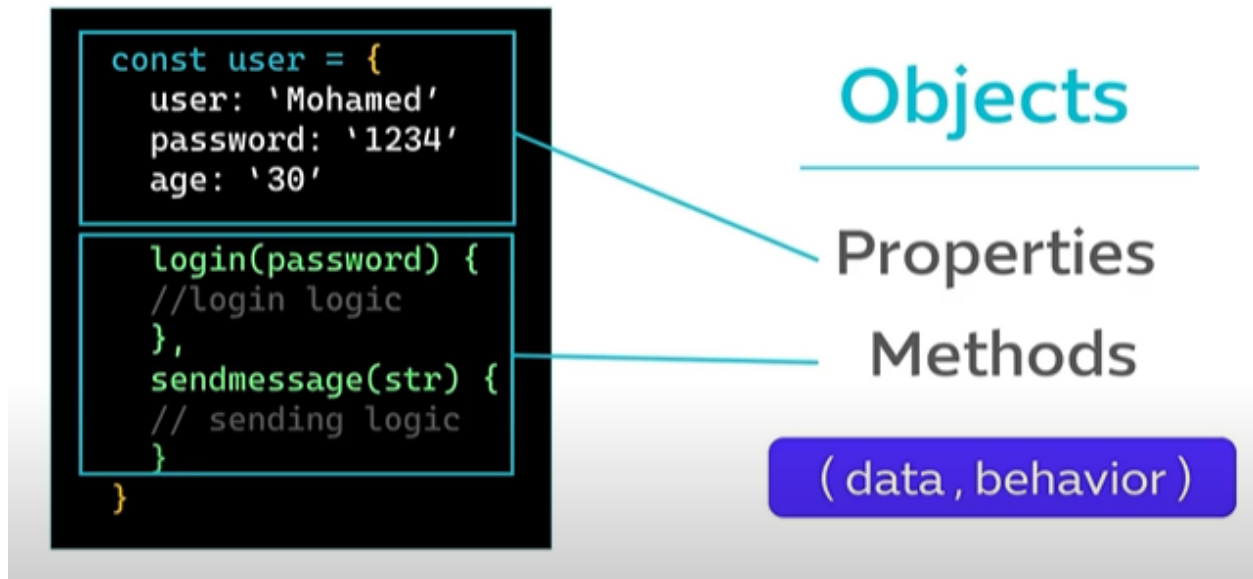 const user = {
user: ‵Mohamed′
password: ‵1234′
age: ‵30′
login(password) {
//login logic
},
sendmessage(str) {
// sending logic
}
}
Objects
Properties
Methods
( data , behavior )